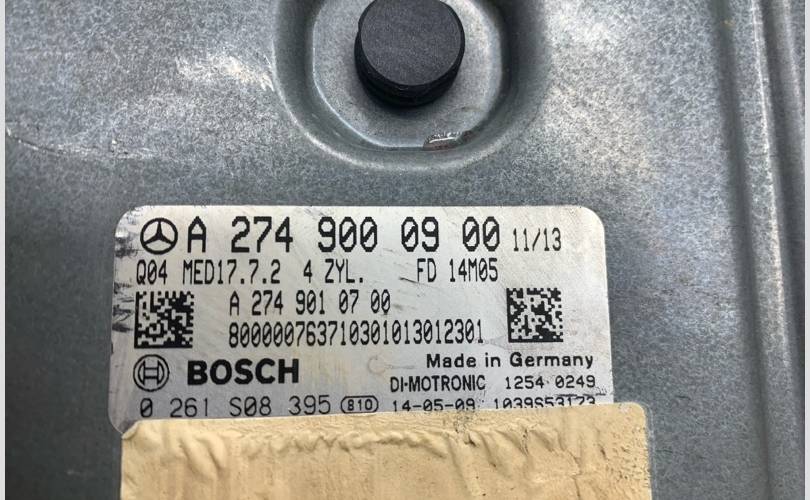 A 274 900 09 00 11/13
Q04 MED17.7.2 4 ZYL. FD 14M05
A 274 901 07 00
80000076371030101301230​1
Made in Germany
BOSCH
DI-MOTRONIC 1254 0249
0 261 S08 395 810 14-05-09 1039S53123